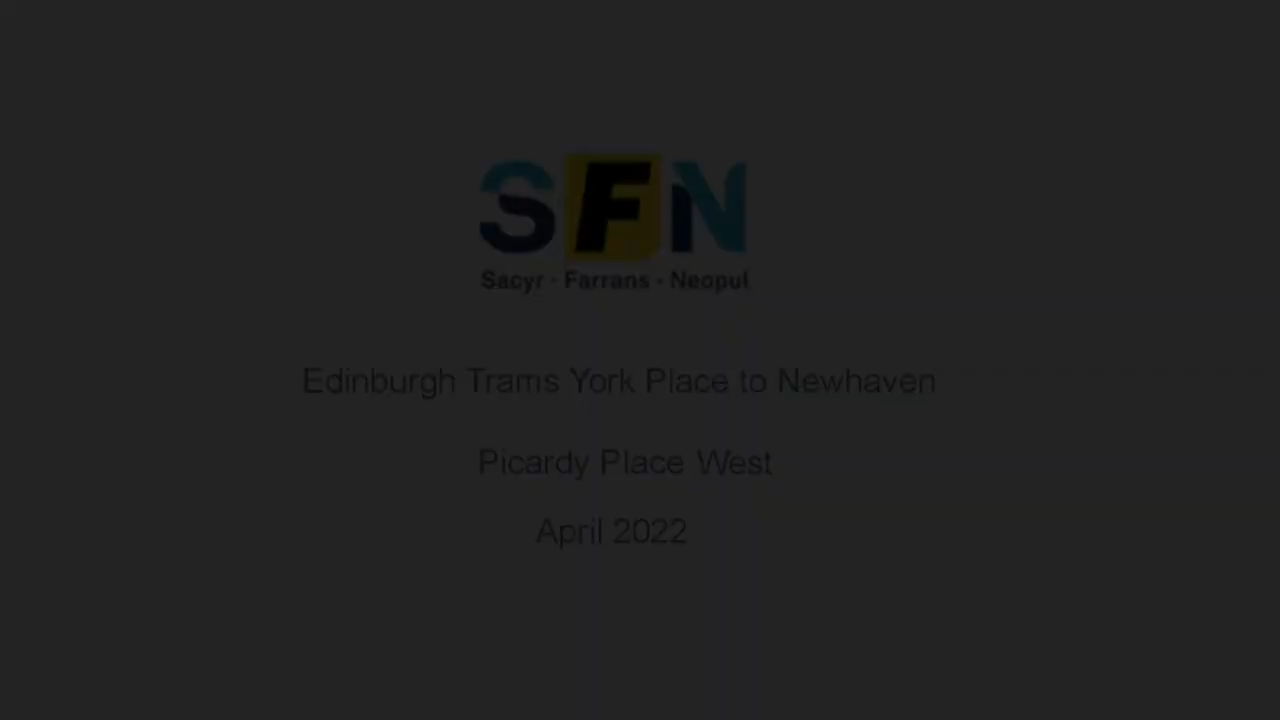 SFN
Sacyr · Farrans · Neopul
Edinburgh Trams York Place to Newhaven
Picardy Place West
April 2022